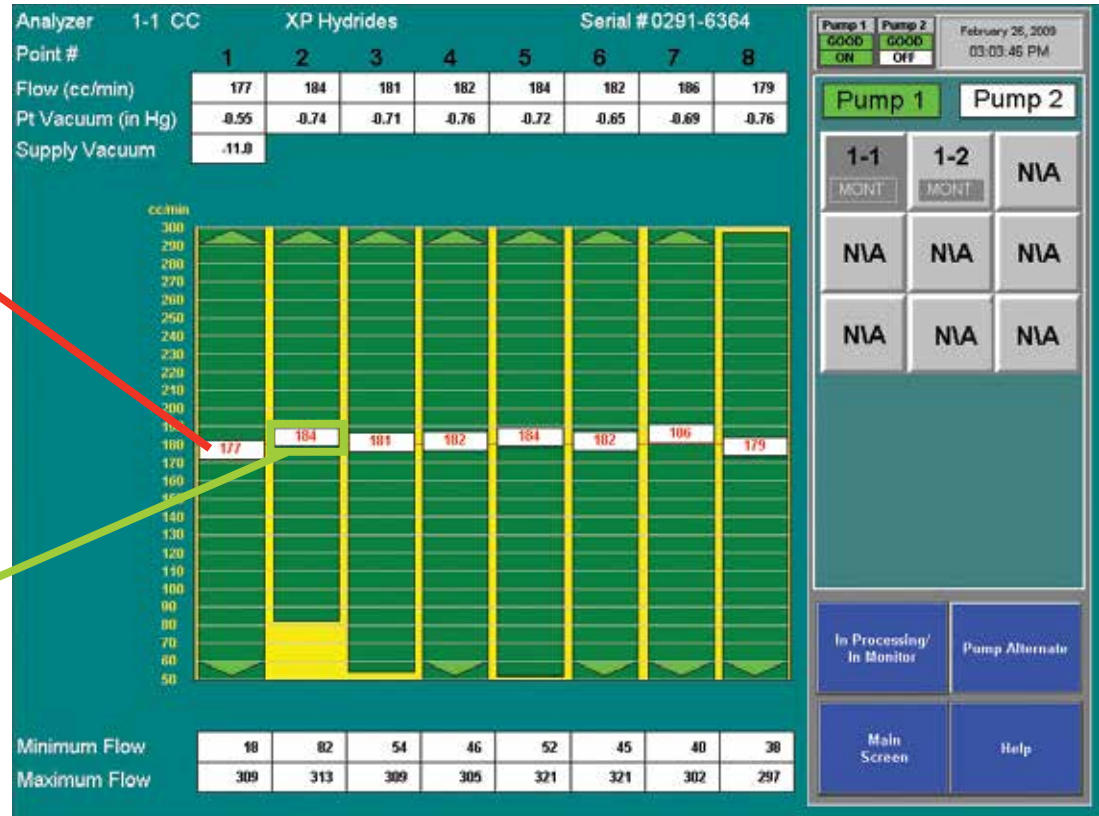 Analyzer 1-1 CC XP Hydrides Serial #0291-6364
Point # 1 2 3 4 5 6 7 8
Flow (cc/min) 177 184 181 182 184 182 186 179
Pt Vacuum (in Hg) -0.55 -0.74 -0.71 -0.76 -0.72 -0.65 -0.69 -0.76
Supply Vacuum -11.0
cc/min
300
290
280
270
260
250
240
230
220
210
200
180
170
160
140
130
120
110
100
90
80
70
60
50
177 184 181 182 184 182 186 179
Minimum Flow 18 82 54 46 52 45 40 38
Maximum Flow 309 313 309 305 321 321 302 297
Pump 1 Pump 2
GOOD GOOD
ON OFF
February 26, 2009
03:03:46 PM
Pump 1 Pump 2
1-1 1-2 N\A
MONT MONT
N\A N\A N\A
N\A N\A N\A
In Processing/
In Monitor
Pump Alternate
Main
Screen
Help